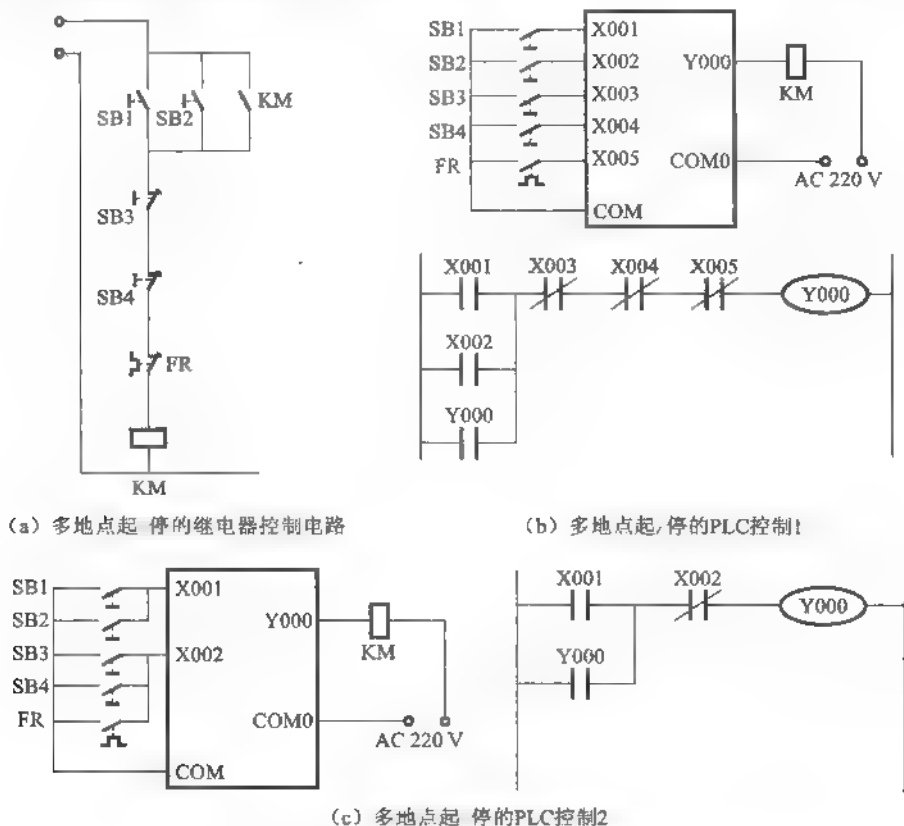 SB1
SB2
KM
SB3
SB4
FR
KM
(a) 多地点起 停的继电器控制电路
SB1
SB2
SB3
SB4
FR
X001
X002
X003
X004
X005
COM
Y000
COM0
KM
AC 220 V
X001
X003
X004
X005
Y000
X002
Y000
(b) 多地点起/停的PLC控制1
SB1
SB2
SB3
SB4
FR
X001
X002
COM
Y000
COM0
KM
AC 220 V
X001
X002
Y000
Y000
(c) 多地点起 停的PLC控制2